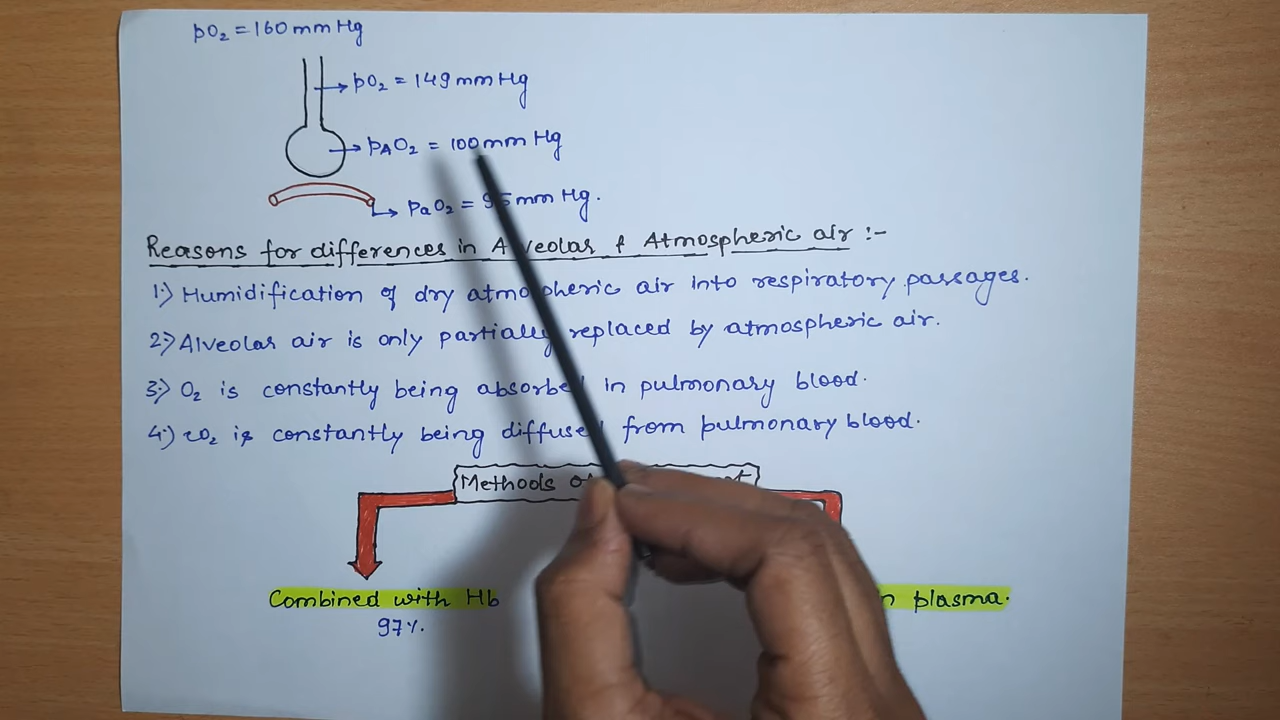 pO₂ = 160 mm Hg
pO₂ = 149 mm Hg
pAO₂ = 100 mm Hg
PaO₂ = 95 mm Hg.
Reasons for differences in Alveolar & Atmospheric air :-
1.) Humidification of dry atmospheric air into respiratory passages.
2.) Alveolar air is only partially replaced by atmospheric air.
3.) O₂ is constantly being absorbed in pulmonary blood.
4.) CO₂ is constantly being diffused from pulmonary blood.
Methods
Combined with Hb
plasma.
97%